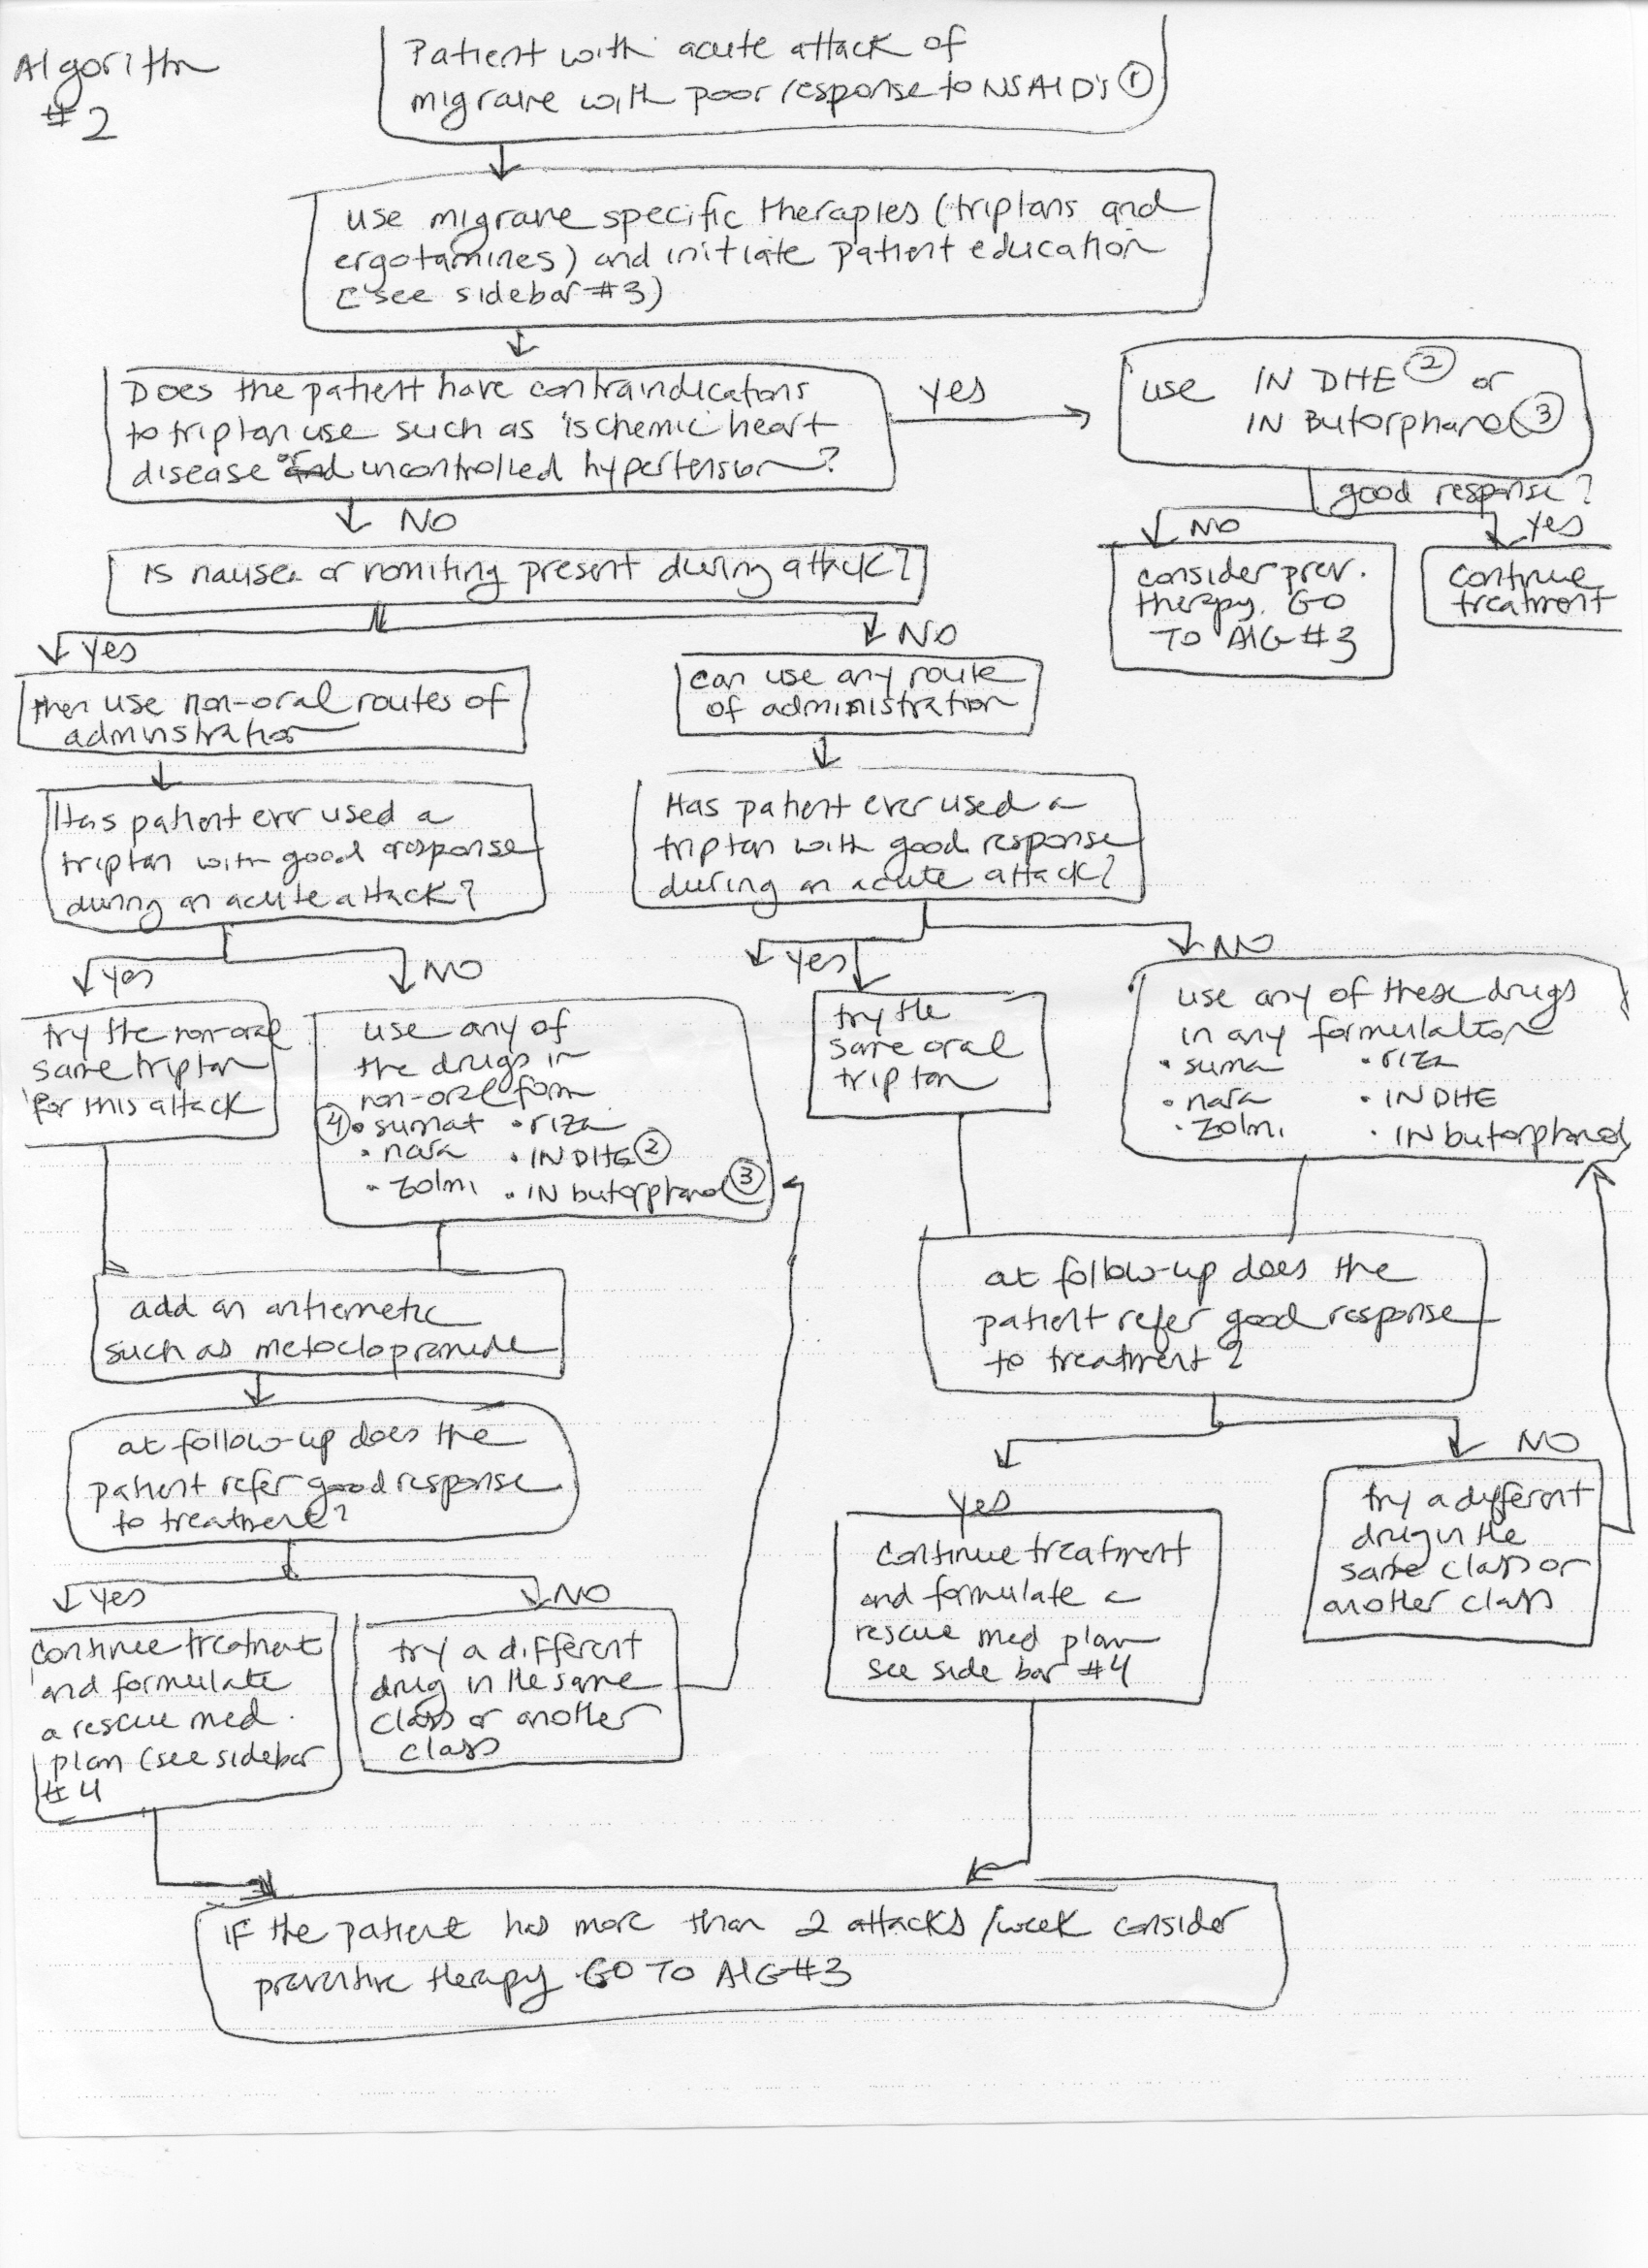 Algorithm
#2
Patient with acute attack of
migraine with poor response to NSAID's ①
use migrane specific therapies (triptans and
ergotamines) and initiate patient education
(see sidebar #3)
Does the patient have contraindications
to triptan use such as ischemic heart
disease or uncontrolled hypertension?
yes
use IN DHE ② or
IN Butorphanol ③
good response?
NO
yes
consider prev.
therapy. GO
TO AlG #3
continue
treatment
NO
is nausea or vomiting present during attack?
yes
NO
then use non-oral routes of
adminstration
can use any route
of administration
Has patient ever used a
triptan with good response
during an acute attack?
Has patient ever used a
triptan with good response
during an acute attack?
yes
NO
yes
NO
try the non-oral
same triptan
for this attack
use any of
the drugs in
non-oral form
④ • sumat • riza
• nara • IN DHE ②
• zolmi • IN butorphanol ③
try the
same oral
triptan
use any of these drugs
in any formulation
• suma • riza
• nara • IN DHE
• zolmi • IN butorphanol
add an antiemetic
such as metoclopramide
at follow-up does the
patient refer good response
to treatment?
at follow-up does the
patient refer good response
to treatment?
yes
NO
yes
NO
continue treatment
and formulate
a rescue med.
plan (see sidebar
#4
try a different
drug in the same
class or another
class
continue treatment
and formulate a
rescue med plan
see side bar #4
try a different
drug in the
same class or
another class
IF the patient has more than 2 attacks/week consider
preventive therapy. GO TO AlG #3